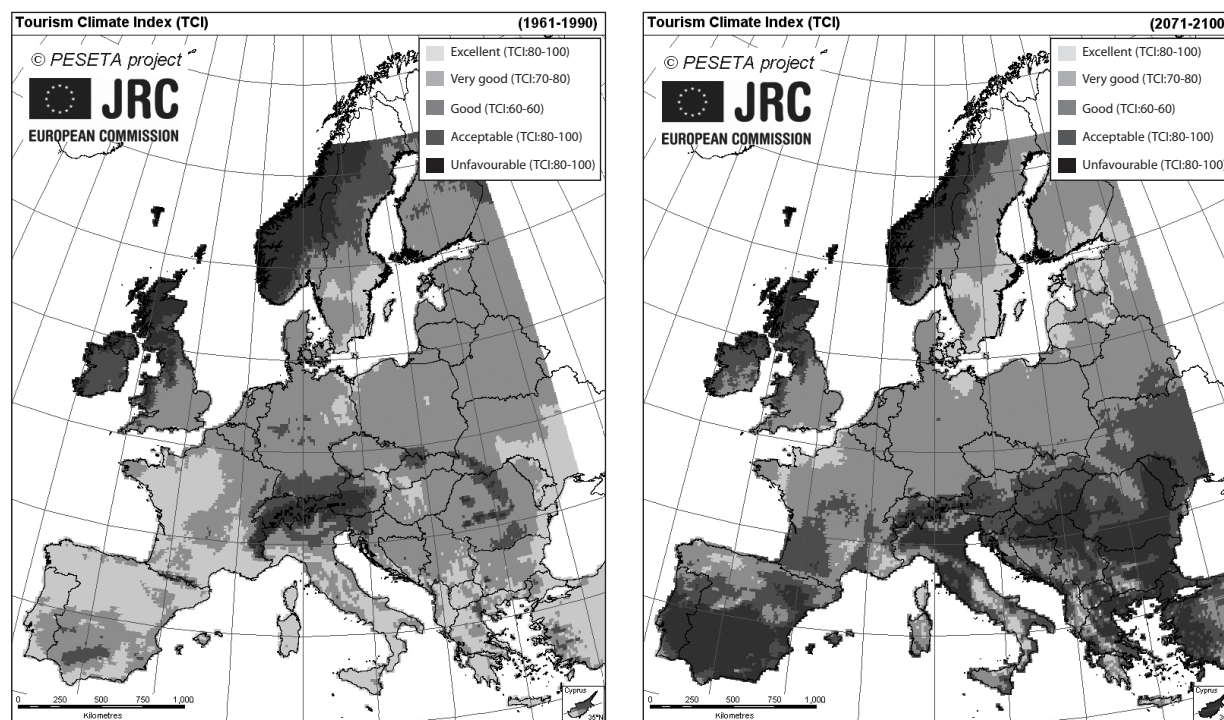 Tourism Climate Index (TCI) (1961-1990)
© PESETA project
JRC
EUROPEAN COMMISSION
Excellent (TCI:80-100)
Very good (TCI:70-80)
Good (TCI:60-60)
Acceptable (TCI:80-100)
Unfavourable (TCI:80-100)
0 250 500 750 1,000
Kilometres
Cyprus
35°N
Tourism Climate Index (TCI) (2071-2100
© PESETA project
JRC
EUROPEAN COMMISSION
Excellent (TCI:80-100)
Very good (TCI:70-80)
Good (TCI:60-60)
Acceptable (TCI:80-100)
Unfavourable (TCI:80-100)
0 250 500 750 1,000
Kilometres
Cyprus